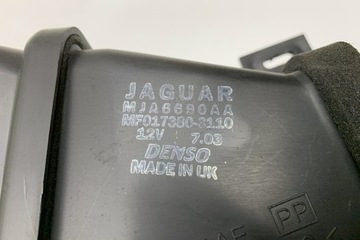 JAGUAR
MJA6690AA
MF017380-3110
12V 7.03
DENSO
MADE IN UK
PP